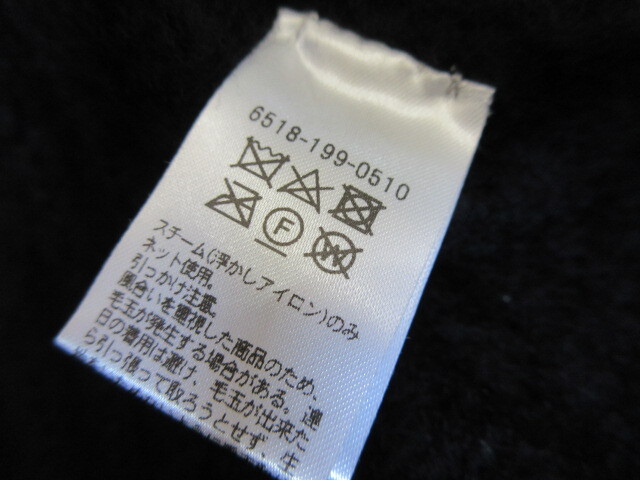 6518-199-0510
F
W
スチーム(浮かしアイロン)のみ
ネット使用。
引っかけ注意。
風合いを重視した商品のため、
毛玉が発生する場合がある。連
日の着用は避け、毛玉が出来た
ら引っ張って取ろうとせず、生